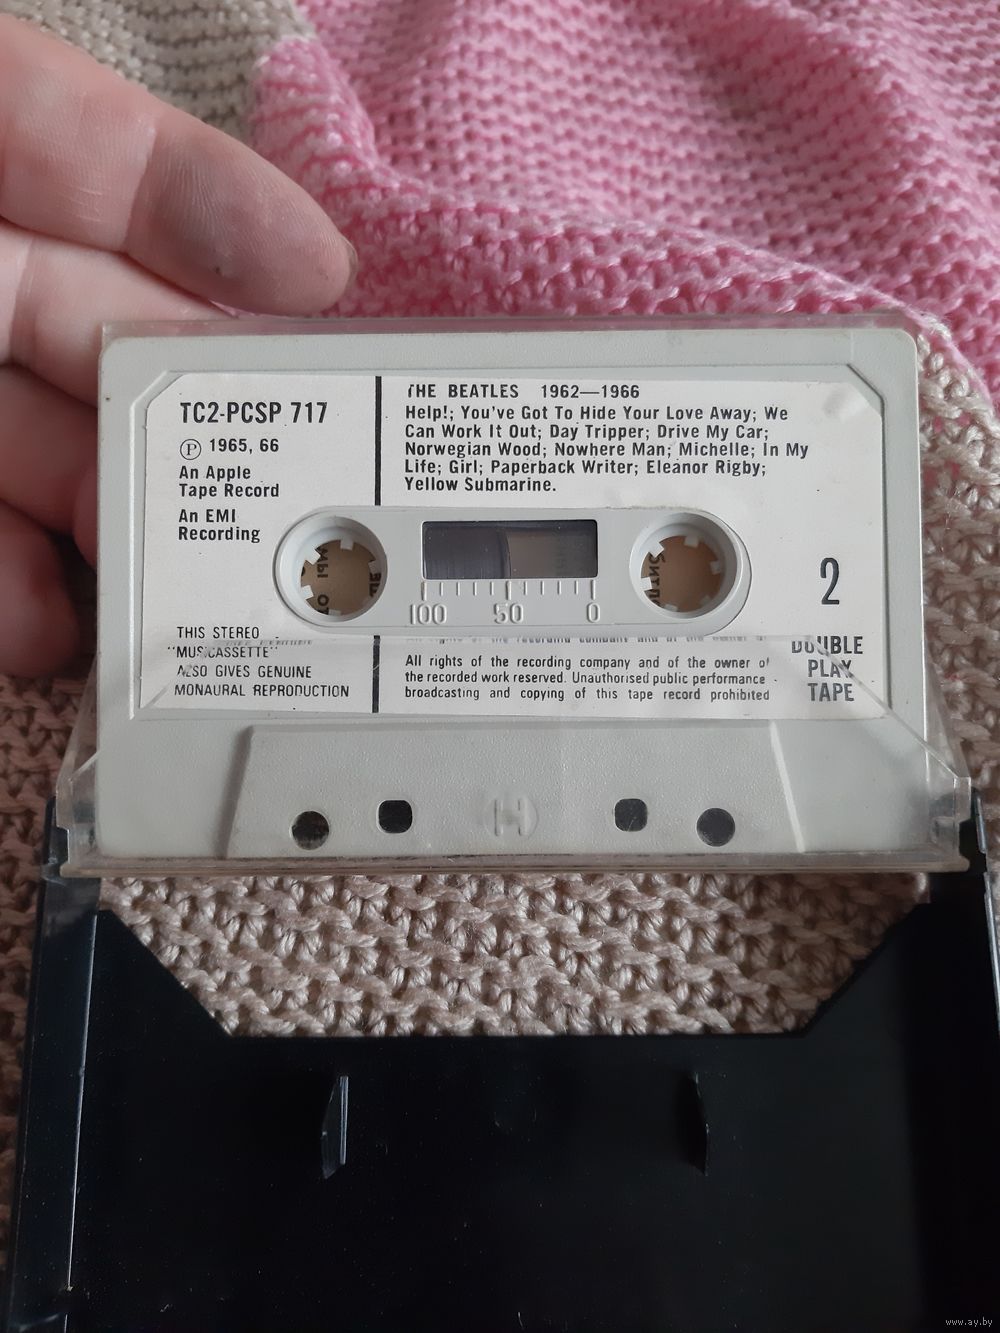 TC2-PCSP 717
Ⓟ 1965, 66
An Apple
Tape Record
An EMI
Recording
THE BEATLES 1962—1966
Help!; You've Got To Hide Your Love Away; We
Can Work It Out; Day Tripper; Drive My Car;
Norwegian Wood; Nowhere Man; Michelle; In My
Life; Girl; Paperback Writer; Eleanor Rigby;
Yellow Submarine.
100 50 0
2
DOUBLE
PLAY
TAPE
THIS STEREO
"MUSICASSETTE"
ALSO GIVES GENUINE
MONAURAL REPRODUCTION
All rights of the recording company and of the owner of
the recorded work reserved. Unauthorised public performance
broadcasting and copying of this tape record prohibited
H
www.ay.by